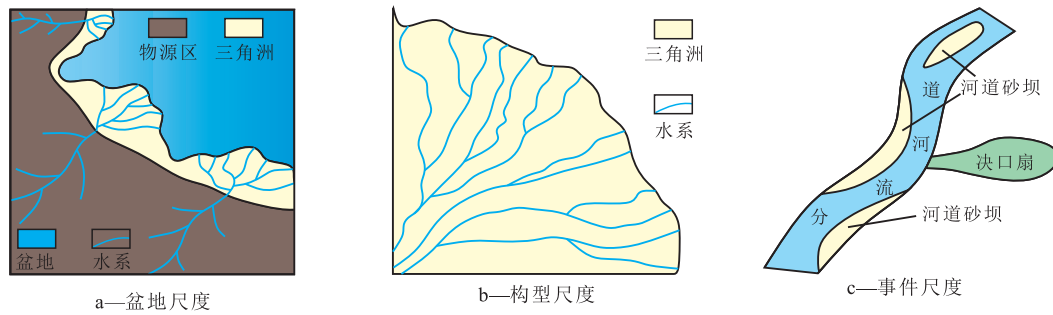 物源区
三角洲
盆地
水系
a—盆地尺度
三角洲
水系
b—构型尺度
道
河道砂坝
河
决口扇
流
分
河道砂坝
c—事件尺度